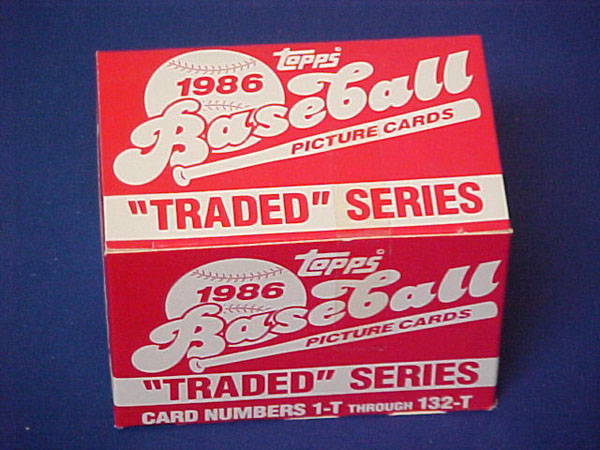 TOPPS®
1986
Baseball
PICTURE CARDS
"TRADED" SERIES
TOPPS®
1986
Baseball
PICTURE CARDS
"TRADED" SERIES
CARD NUMBERS 1-T THROUGH 132-T